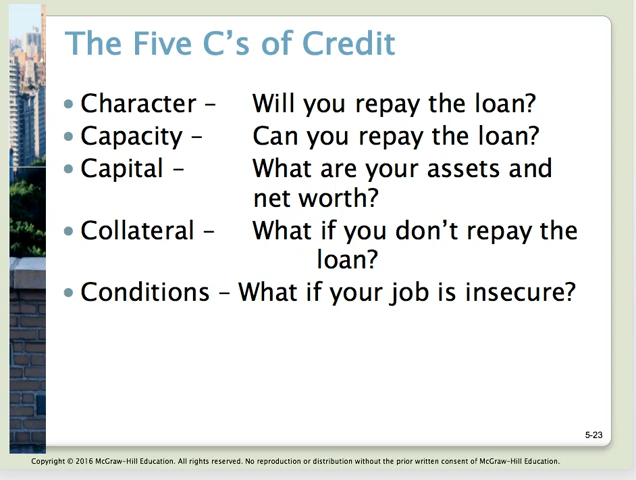 The Five C's of Credit
• Character – Will you repay the loan?
• Capacity – Can you repay the loan?
• Capital – What are your assets and
net worth?
• Collateral – What if you don't repay the
loan?
• Conditions – What if your job is insecure?
5-23
Copyright © 2016 McGraw-Hill Education. All rights reserved. No reproduction or distribution without the prior written consent of McGraw-Hill Education.